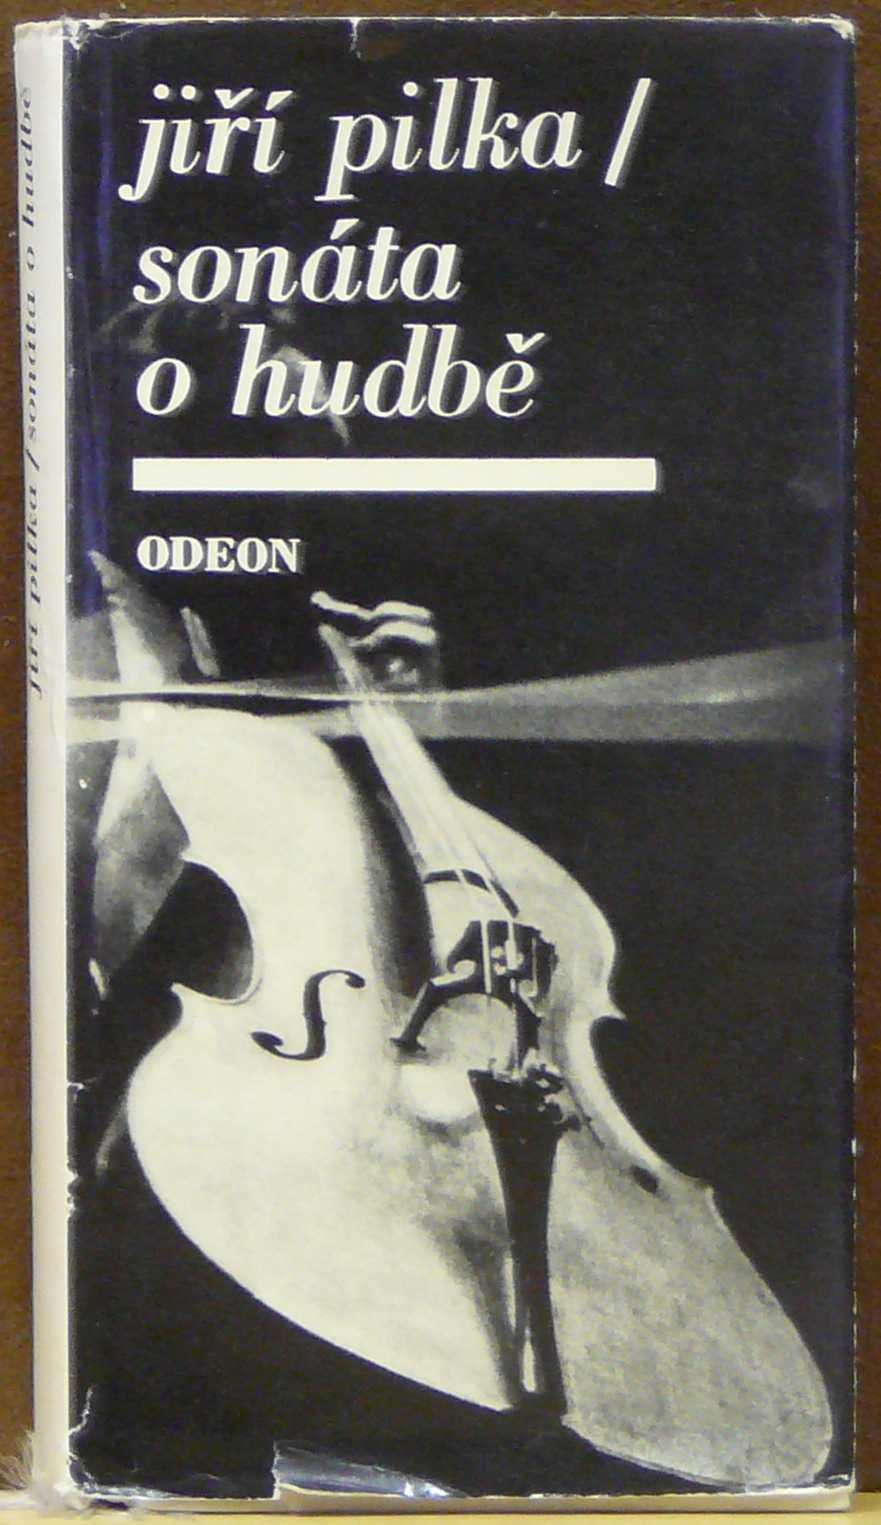 jiří pilka /
sonáta
o hudbě
ODEON
jiří pilka / sonáta o hudbě